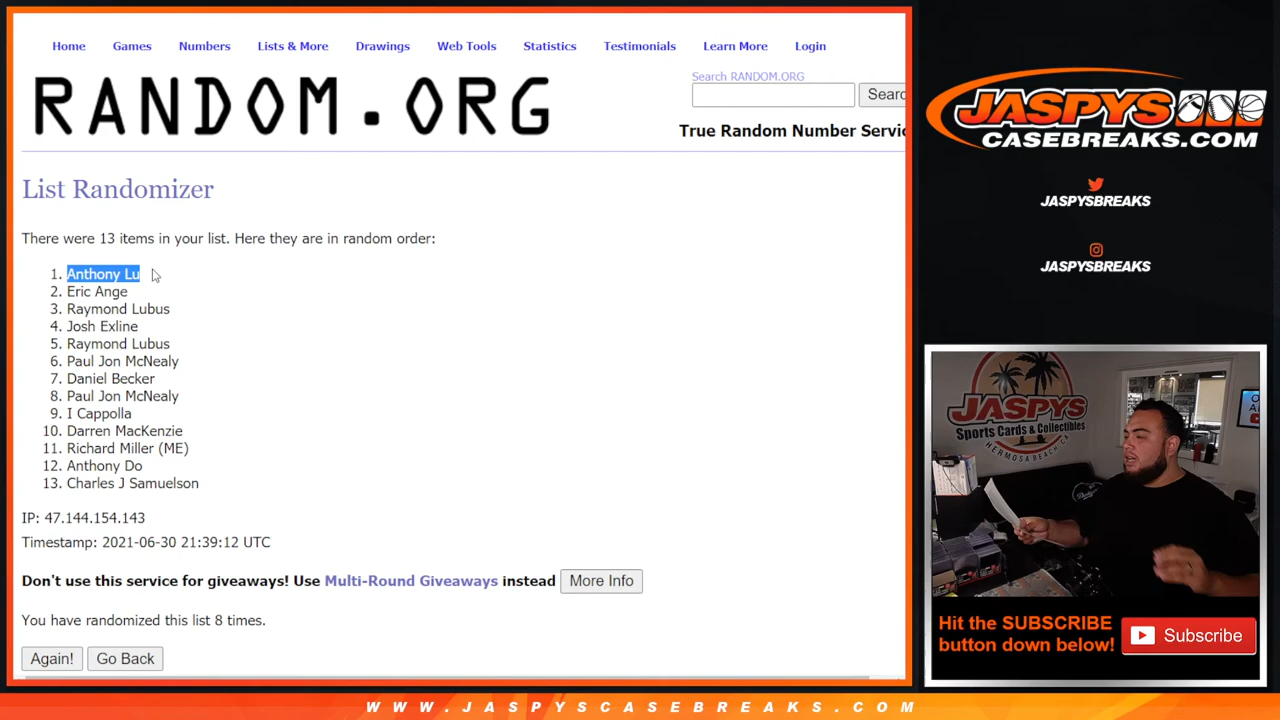 Home Games Numbers Lists & More Drawings Web Tools Statistics Testimonials Learn More Login
RANDOM.ORG
Search RANDOM.ORG
Searc
True Random Number Servic
List Randomizer
There were 13 items in your list. Here they are in random order:
1. Anthony Lu
2. Eric Ange
3. Raymond Lubus
4. Josh Exline
5. Raymond Lubus
6. Paul Jon McNealy
7. Daniel Becker
8. Paul Jon McNealy
9. I Cappolla
10. Darren MacKenzie
11. Richard Miller (ME)
12. Anthony Do
13. Charles J Samuelson
IP: 47.144.154.143
Timestamp: 2021-06-30 21:39:12 UTC
Don't use this service for giveaways! Use Multi-Round Giveaways instead More Info
You have randomized this list 8 times.
Again! Go Back
JASPYS
CASEBREAKS.COM
JASPYSBREAKS
JASPYSBREAKS
JASPYS
Sports Cards & Collectibles
HERMOSA BEACH, CA
Hit the SUBSCRIBE
button down below!
Subscribe
WWW.JASPYSCASEBREAKS.COM